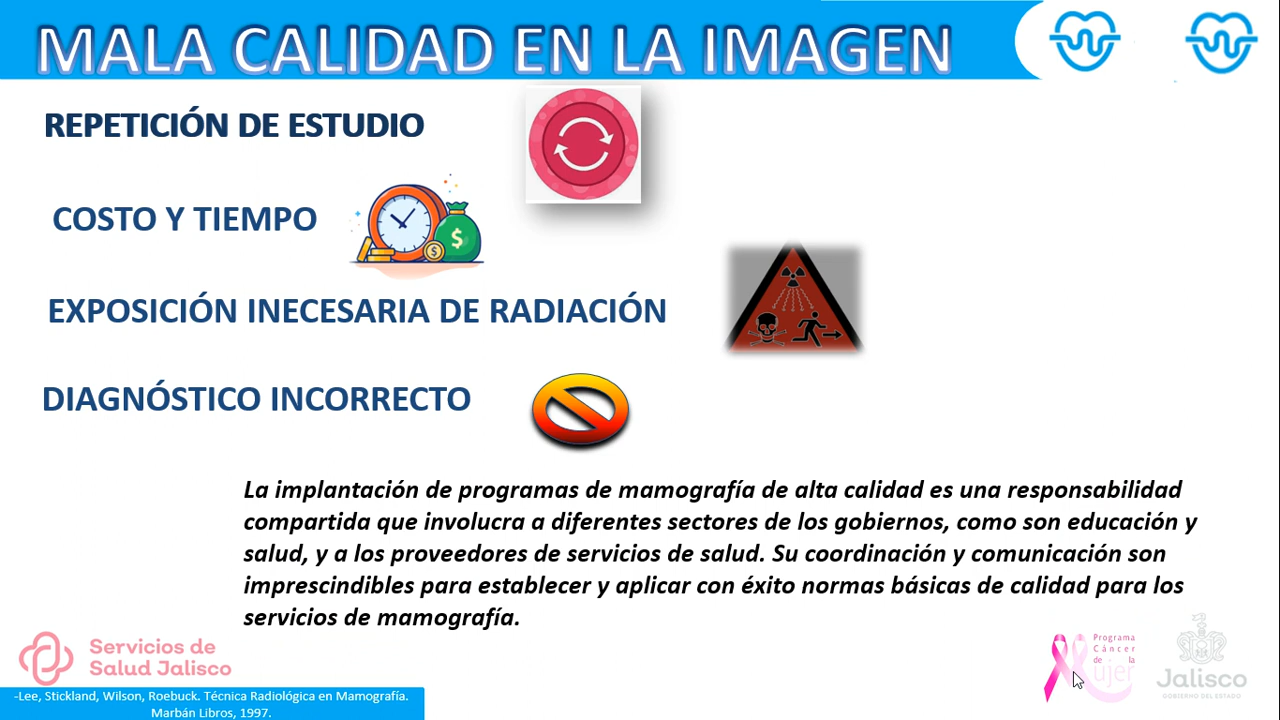 MALA CALIDAD EN LA IMAGEN
REPETICIÓN DE ESTUDIO
COSTO Y TIEMPO
$
$
EXPOSICIÓN INECESARIA DE RADIACIÓN
DIAGNÓSTICO INCORRECTO
La implantación de programas de mamografía de alta calidad es una responsabilidad
compartida que involucra a diferentes sectores de los gobiernos, como son educación y
salud, y a los proveedores de servicios de salud. Su coordinación y comunicación son
imprescindibles para establecer y aplicar con éxito normas básicas de calidad para los
servicios de mamografía.
Servicios de
Salud Jalisco
Programa
Cáncer
de la
Mujer
Jalisco
GOBIERNO DEL ESTADO
-Lee, Stickland, Wilson, Roebuck. Técnica Radiológica en Mamografía.
Marbán Libros, 1997.